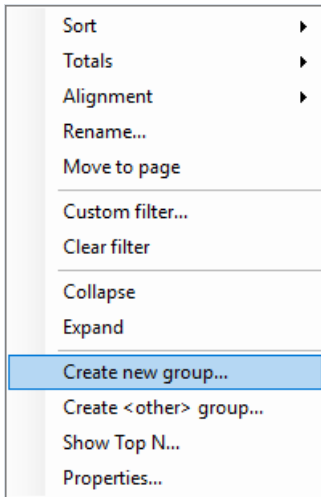 Sort
Totals
Alignment
Rename...
Move to page
Custom filter...
Clear filter
Collapse
Expand
Create new group...
Create <other> group...
Show Top N...
Properties...